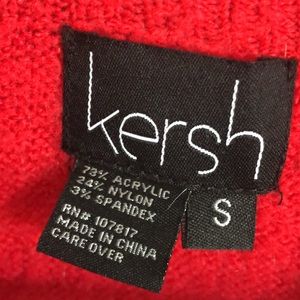 kersh
73% ACRYLIC
24% NYLON
3% SPANDEX
RN# 107817
MADE IN CHINA
CARE OVER
S